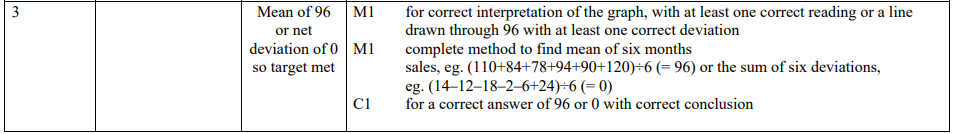 3 Mean of 96 M1 for correct interpretation of the graph, with at least one correct reading or a line
or net drawn through 96 with at least one correct deviation
deviation of 0 M1 complete method to find mean of six months
so target met sales, eg. (110+84+78+94+90+120)÷6 (= 96) or the sum of six deviations,
eg. (14–12–18–2–6+24)÷6 (= 0)
C1 for a correct answer of 96 or 0 with correct conclusion